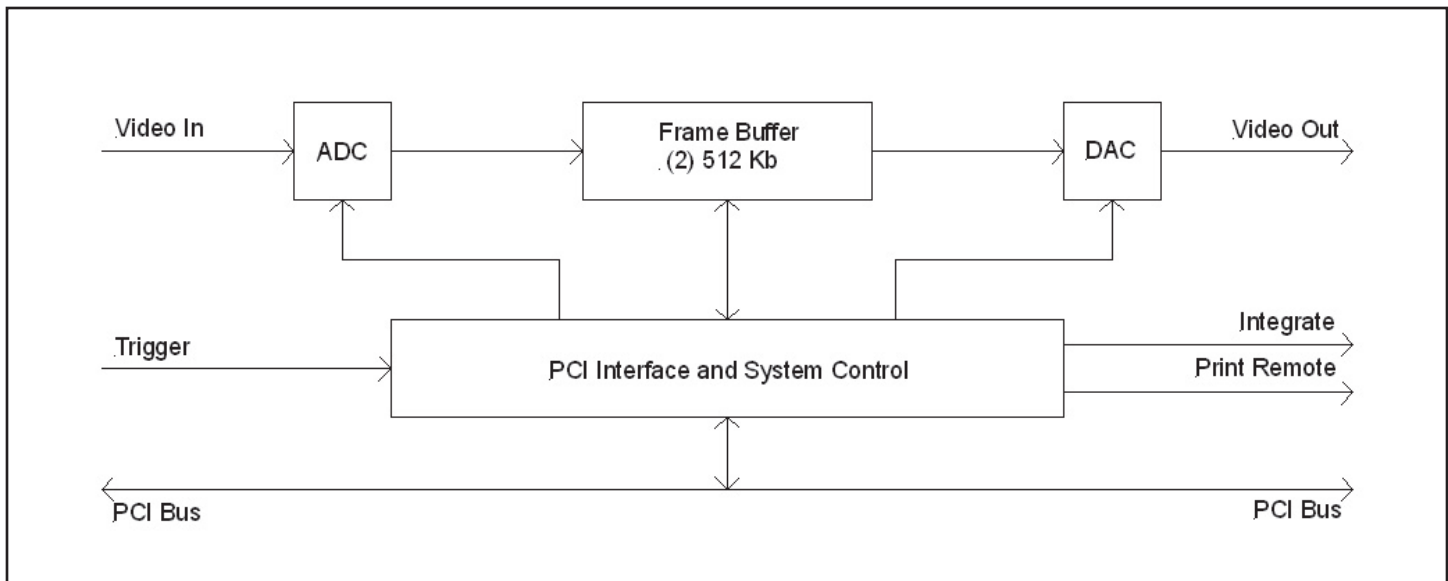 Video In
ADC
Frame Buffer
(2) 512 Kb
DAC
Video Out
Trigger
PCI Interface and System Control
Integrate
Print Remote
PCI Bus
PCI Bus